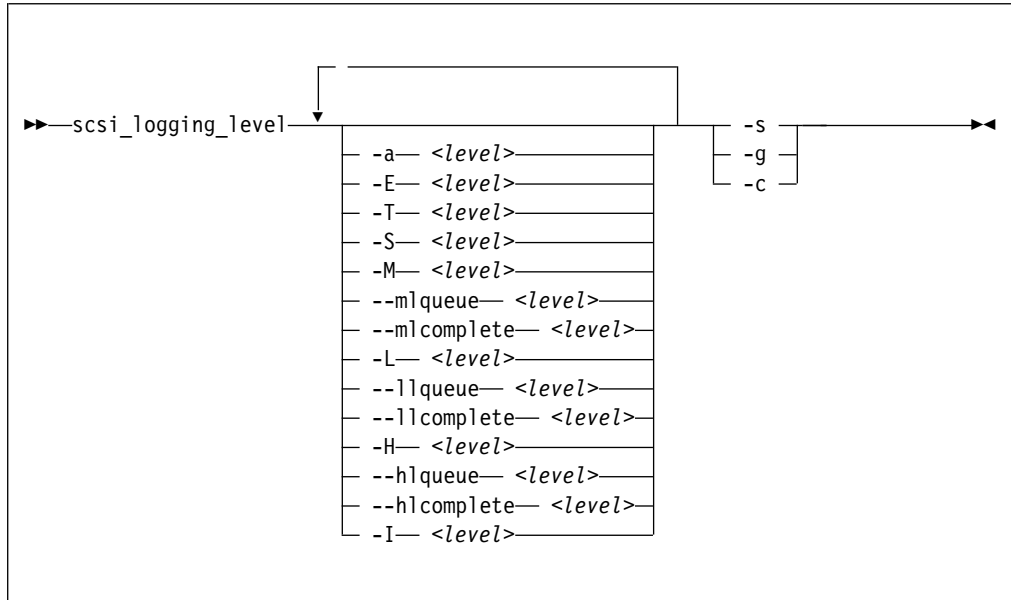 scsi_logging_level -s
-a <level> -g
-E <level> -c
-T <level>
-S <level>
-M <level>
--mlqueue <level>
--mlcomplete <level>
-L <level>
--llqueue <level>
--llcomplete <level>
-H <level>
--hlqueue <level>
--hlcomplete <level>
-I <level>